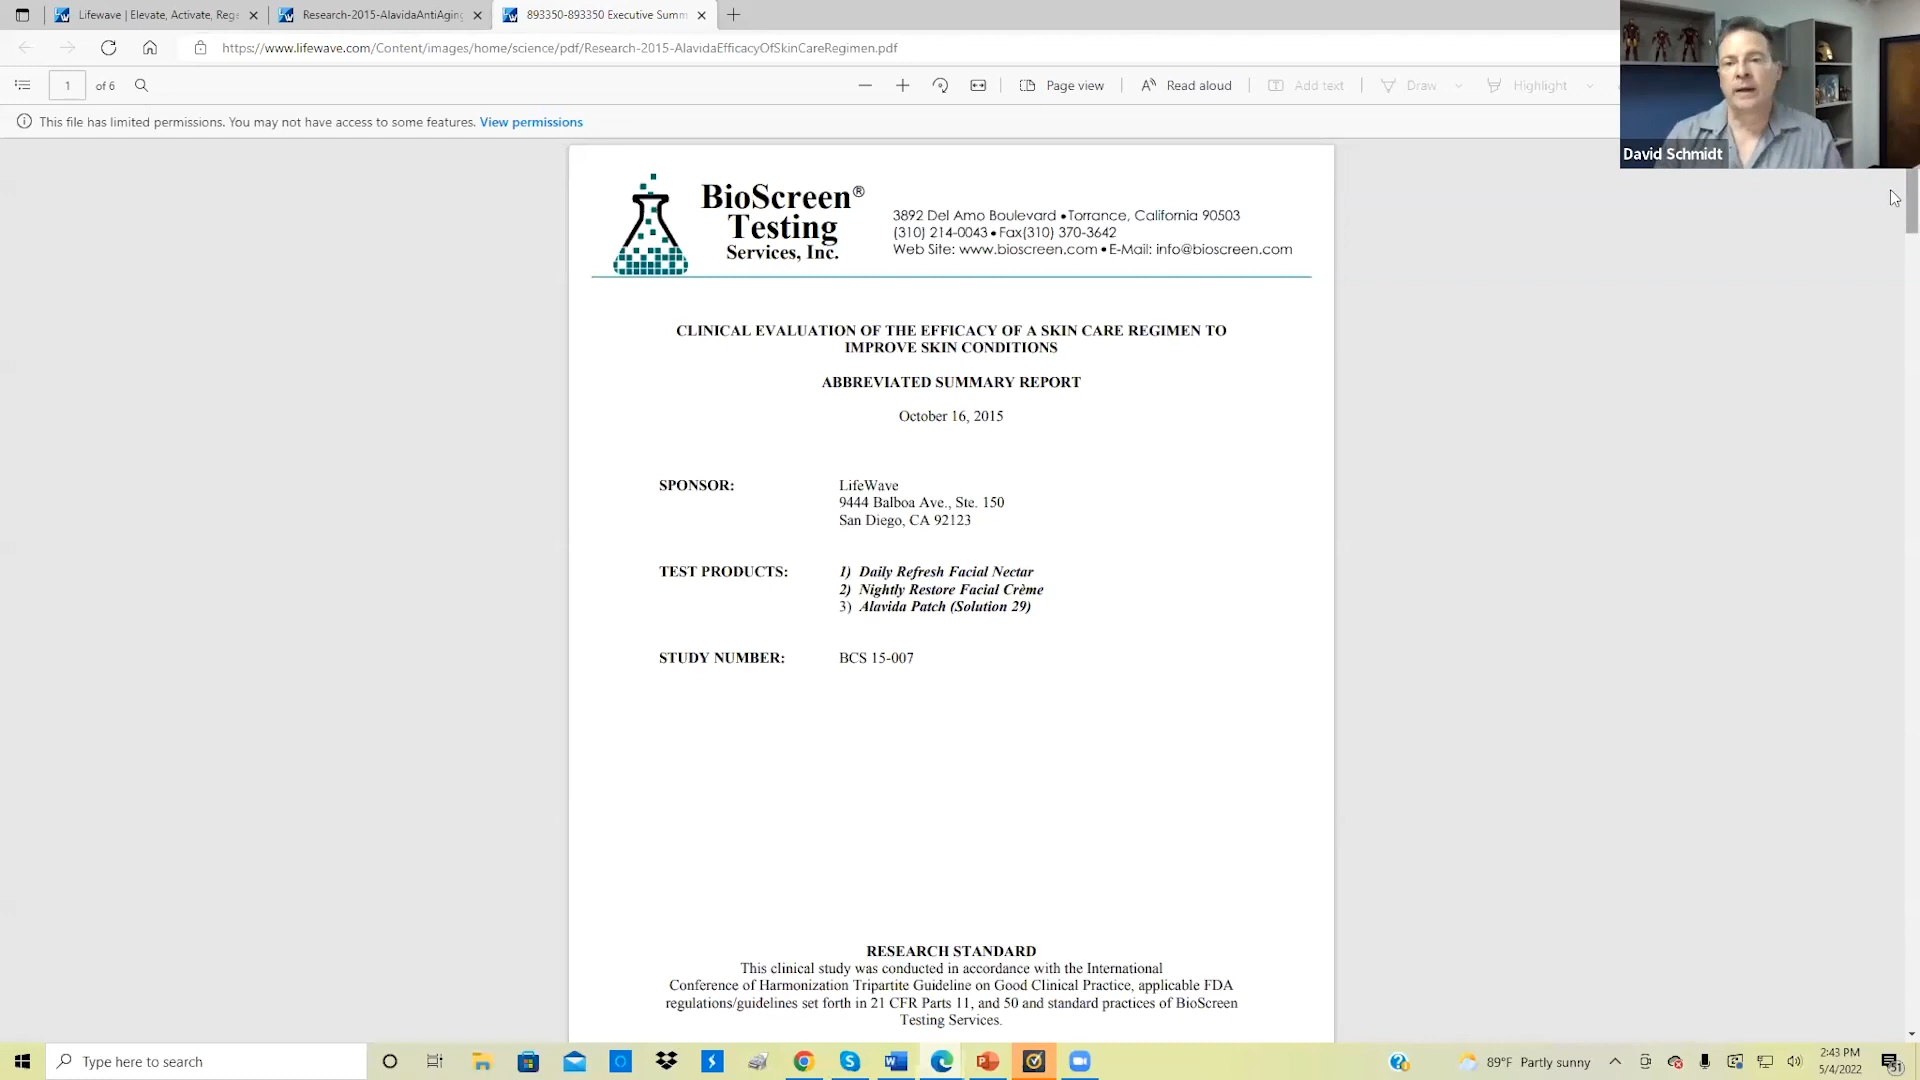 Lifewave | Elevate, Activate, Rege
Research-2015-AlavidaAntiAging
893350-893350 Executive Summ
https://www.lifewave.com/Content/images/home/science/pdf/Research-2015-AlavidaEfficacyOfSkinCareRegimen.pdf
1 of 6
Page view
Read aloud
Add text
Draw
Highlight
This file has limited permissions. You may not have access to some features. View permissions
David Schmidt
BioScreen®
Testing
Services, Inc.
3892 Del Amo Boulevard • Torrance, California 90503
(310) 214-0043 • Fax(310) 370-3642
Web Site: www.bioscreen.com • E-Mail: info@bioscreen.com
CLINICAL EVALUATION OF THE EFFICACY OF A SKIN CARE REGIMEN TO
IMPROVE SKIN CONDITIONS
ABBREVIATED SUMMARY REPORT
October 16, 2015
SPONSOR: LifeWave
9444 Balboa Ave., Ste. 150
San Diego, CA 92123
TEST PRODUCTS: 1) Daily Refresh Facial Nectar
2) Nightly Restore Facial Crème
3) Alavida Patch (Solution 29)
STUDY NUMBER: BCS 15-007
RESEARCH STANDARD
This clinical study was conducted in accordance with the International
Conference of Harmonization Tripartite Guideline on Good Clinical Practice, applicable FDA
regulations/guidelines set forth in 21 CFR Parts 11, and 50 and standard practices of BioScreen
Testing Services.
Type here to search
89°F Partly sunny
2:43 PM
5/4/2022
51